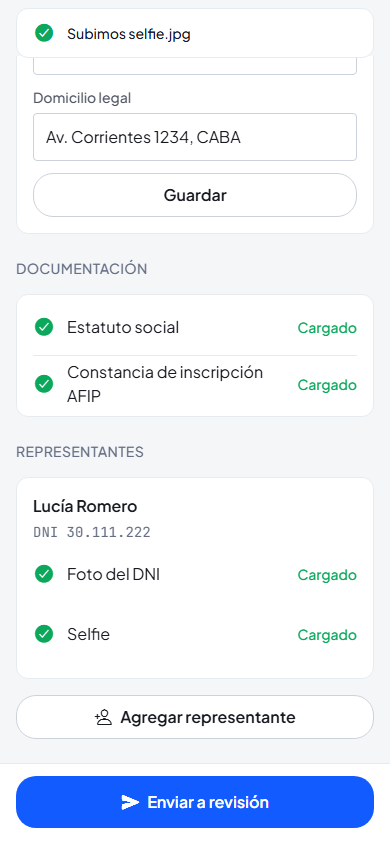 Subimos selfie.jpg
Domicilio legal
Av. Corrientes 1234, CABA
Guardar
DOCUMENTACIÓN
Estatuto social Cargado
Constancia de inscripción
AFIP Cargado
REPRESENTANTES
Lucía Romero
DNI 30.111.222
Foto del DNI Cargado
Selfie Cargado
Agregar representante
Enviar a revisión